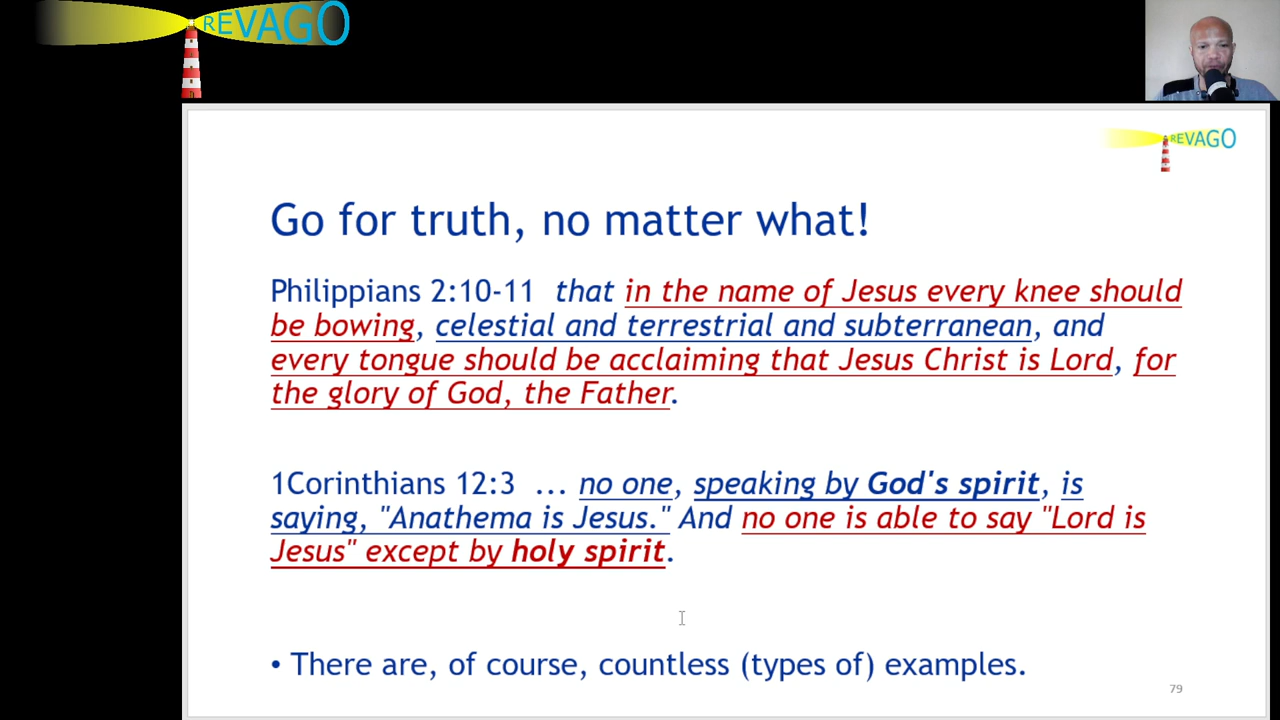 REVAGO
REVAGO
Go for truth, no matter what!
Philippians 2:10-11 that in the name of Jesus every knee should
be bowing, celestial and terrestrial and subterranean, and
every tongue should be acclaiming that Jesus Christ is Lord, for
the glory of God, the Father.
1Corinthians 12:3 ... no one, speaking by God's spirit, is
saying, "Anathema is Jesus." And no one is able to say "Lord is
Jesus" except by holy spirit.
• There are, of course, countless (types of) examples.
79